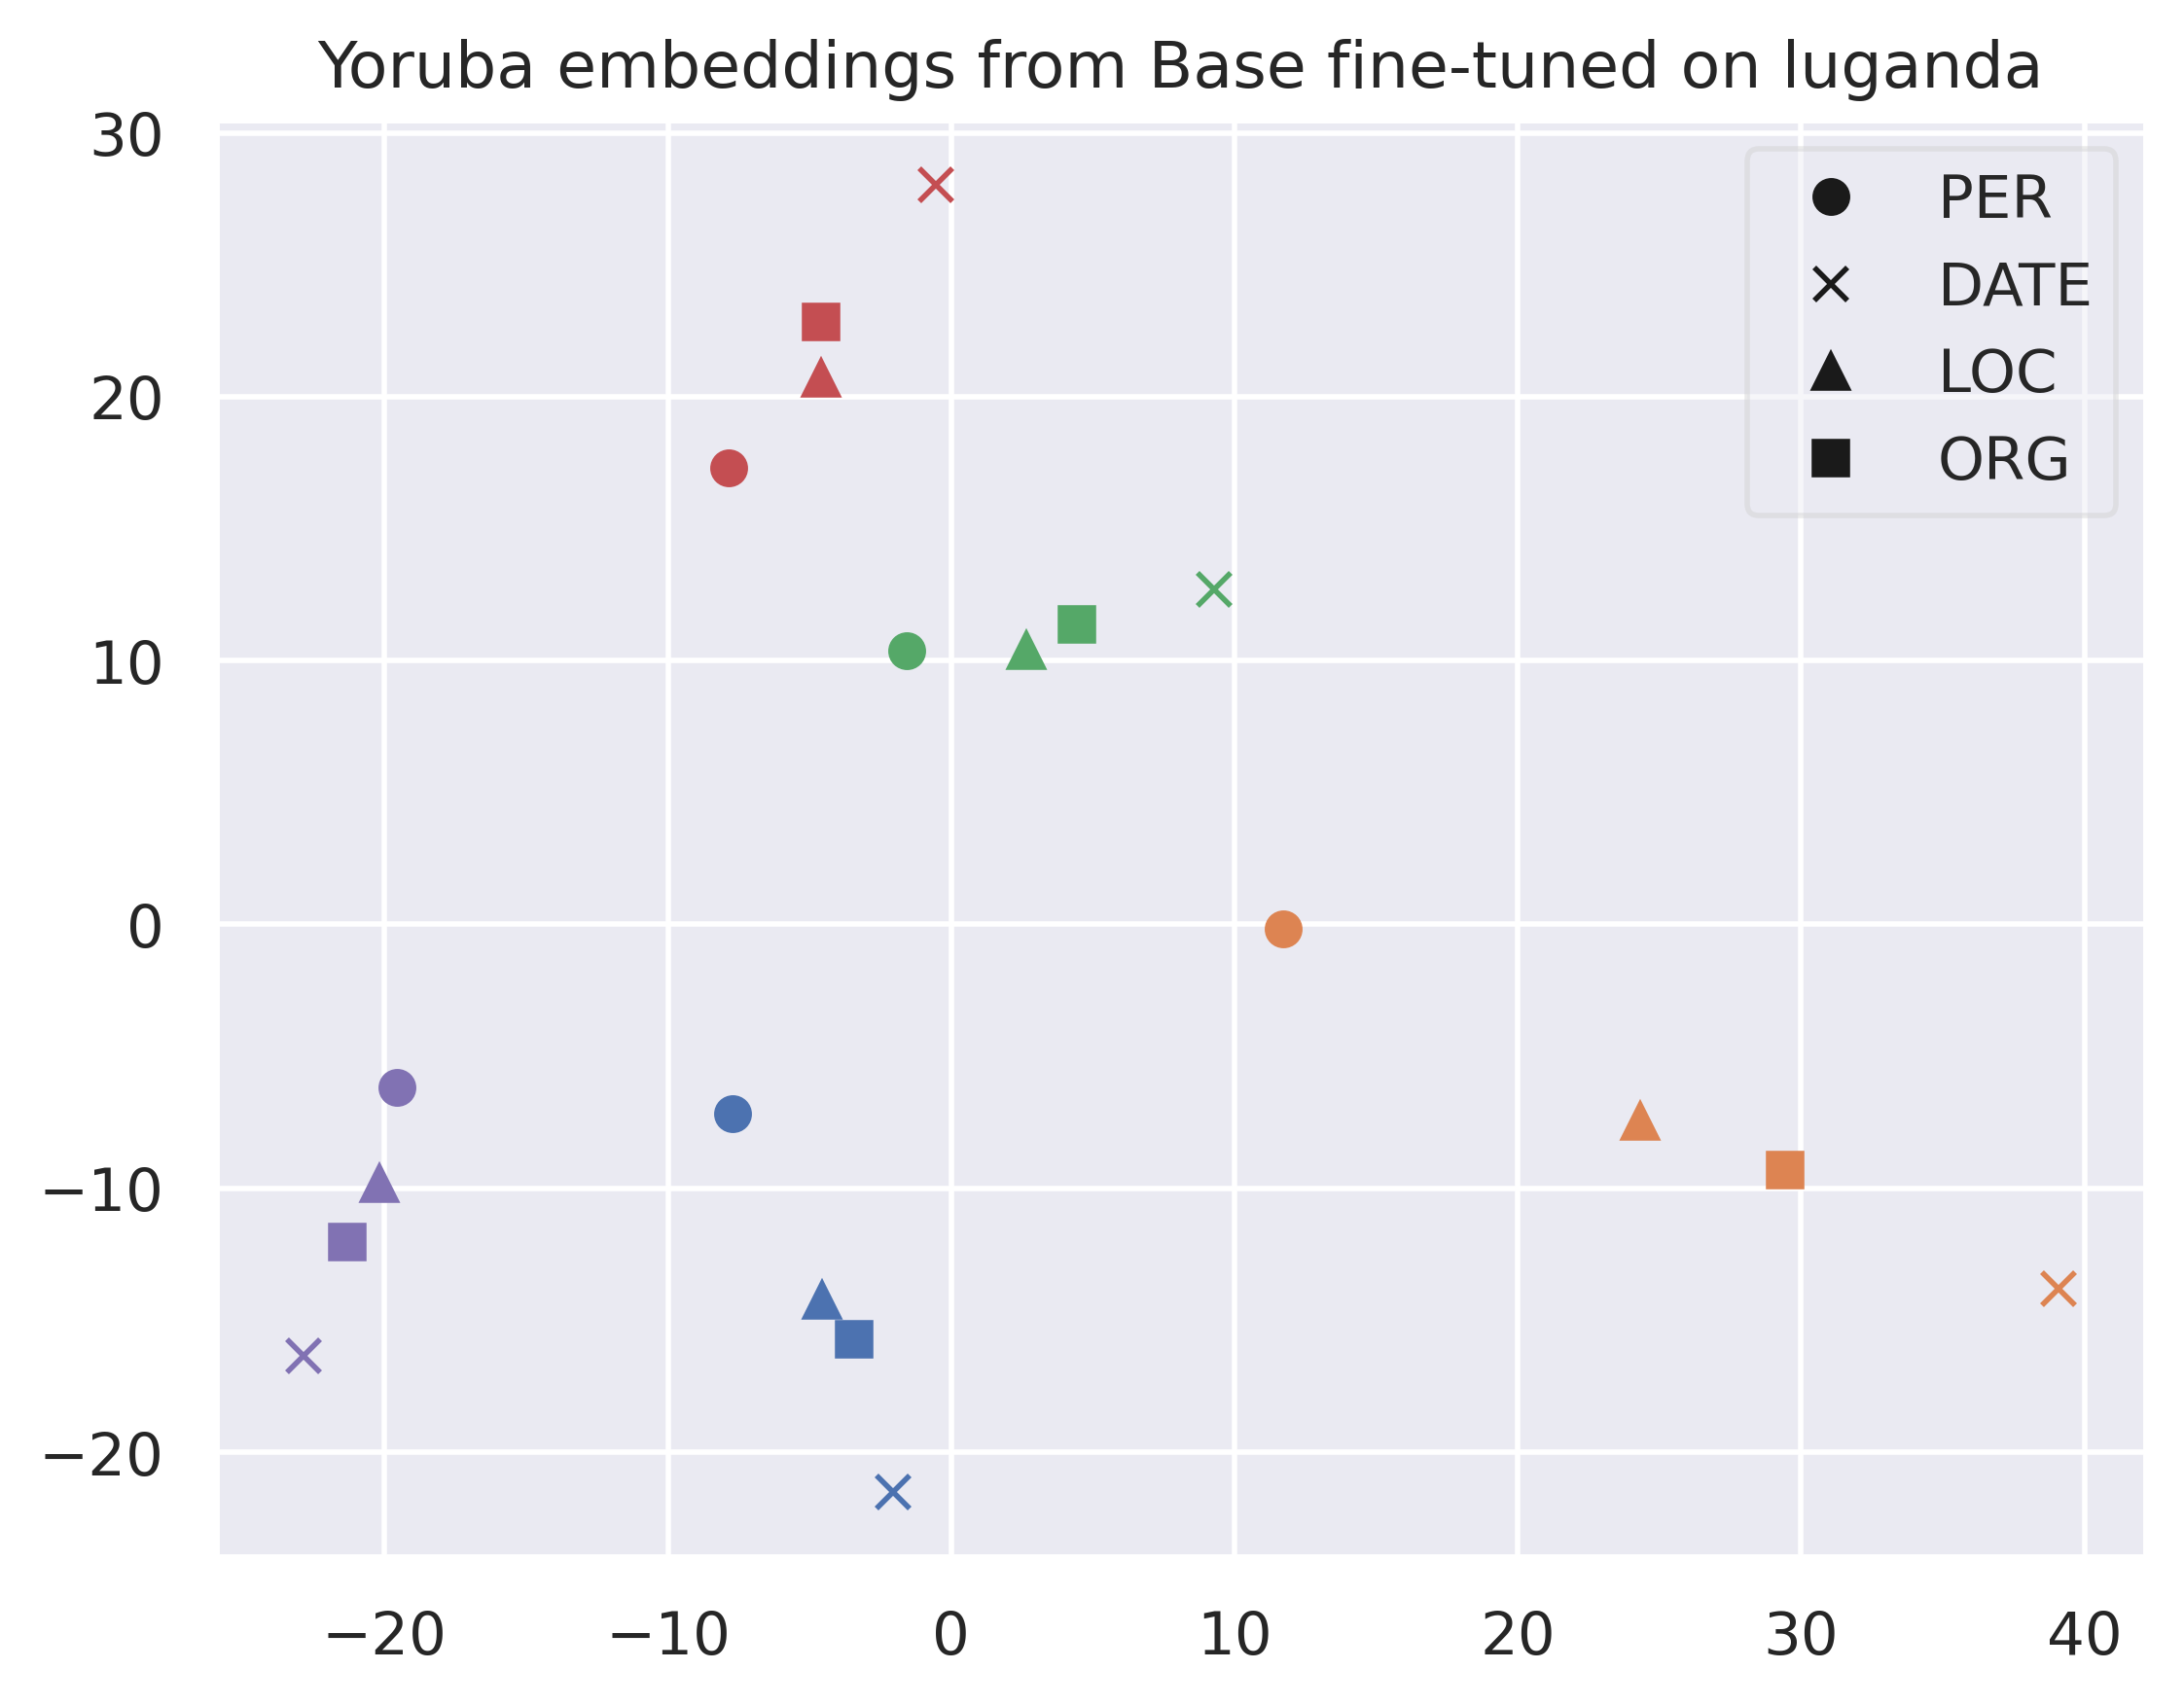 Yoruba embeddings from Base fine-tuned on luganda
30
20
10
0
−10
−20
PER
DATE
LOC
ORG
−20 −10 0 10 20 30 40